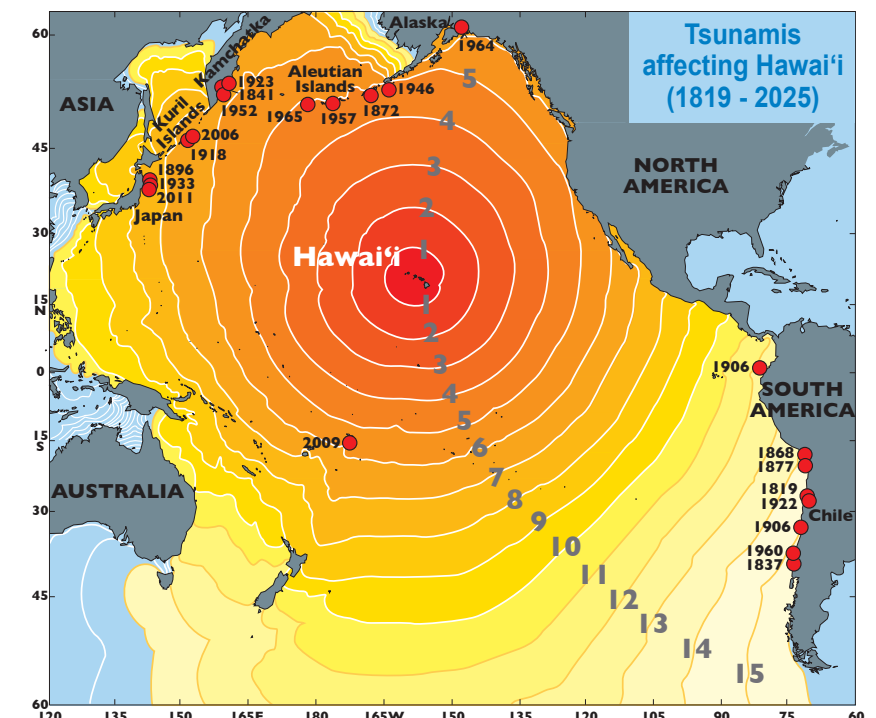 Tsunamis
affecting Hawai‘i
(1819 - 2025)
60
45
30
15
N
0
15
S
30
45
60
120
135
150
165E
180
165W
150
135
120
105
90
75
60
ASIA
Kamchatka
1923
1841
1952
Kuril
Islands
2006
1918
1896
1933
2011
Japan
Aleutian
Islands
1965
1957
1872
1946
Alaska
1964
NORTH
AMERICA
5
4
3
2
1
Hawai‘i
1
2
3
4
5
6
7
8
9
10
11
12
13
14
15
2009
AUSTRALIA
1906
SOUTH
AMERICA
1868
1877
1819
1922
Chile
1906
1960
1837